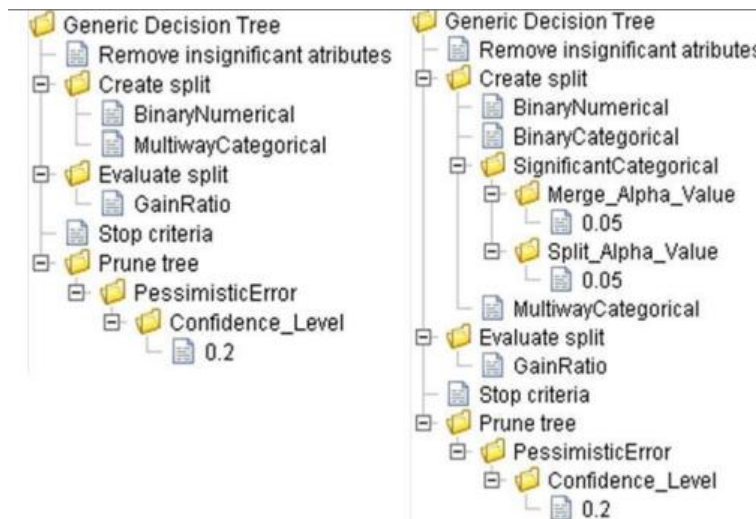 Generic Decision Tree
Remove insignificant atributes
Create split
BinaryNumerical
MultiwayCategorical
Evaluate split
GainRatio
Stop criteria
Prune tree
PessimisticError
Confidence_Level
0.2
Generic Decision Tree
Remove insignificant atributes
Create split
BinaryNumerical
BinaryCategorical
SignificantCategorical
Merge_Alpha_Value
0.05
Split_Alpha_Value
0.05
MultiwayCategorical
Evaluate split
GainRatio
Stop criteria
Prune tree
PessimisticError
Confidence_Level
0.2